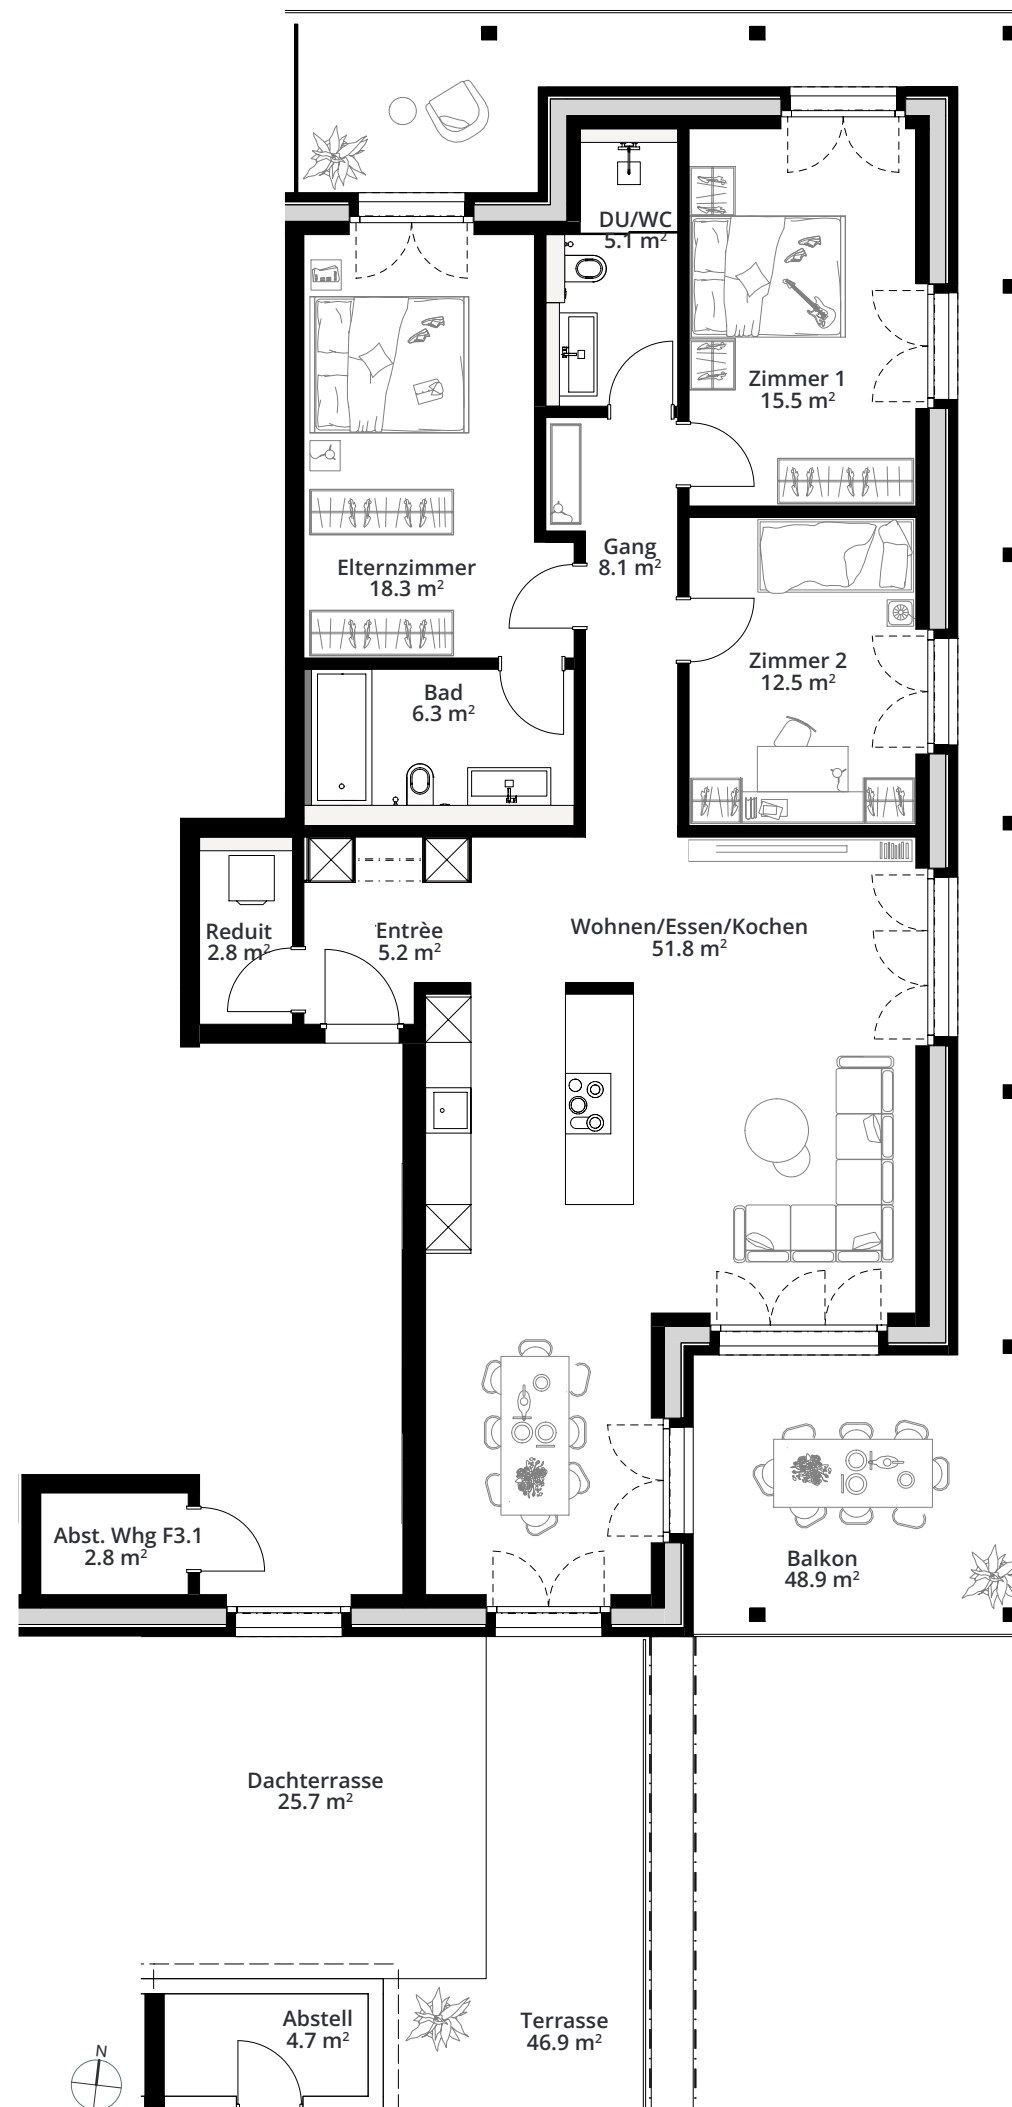 DU/WC
5.1 m²
Zimmer 1
15.5 m²
Gang
8.1 m²
Elternzimmer
18.3 m²
Zimmer 2
12.5 m²
Bad
6.3 m²
Reduit
2.8 m²
Entrèe
5.2 m²
Wohnen/Essen/Kochen
51.8 m²
Abst. Whg F3.1
2.8 m²
Balkon
48.9 m²
Dachterrasse
25.7 m²
Abstell
4.7 m²
Terrasse
46.9 m²
N